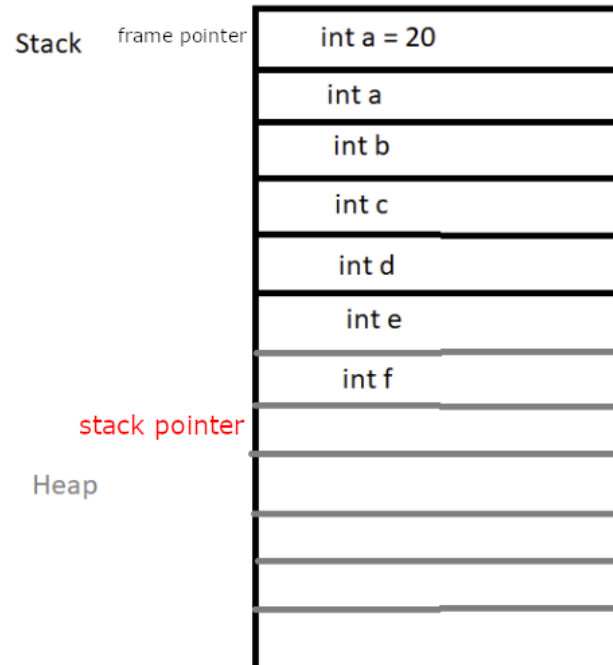 Stack
frame pointer
int a = 20
int a
int b
int c
int d
int e
int f
stack pointer
Heap